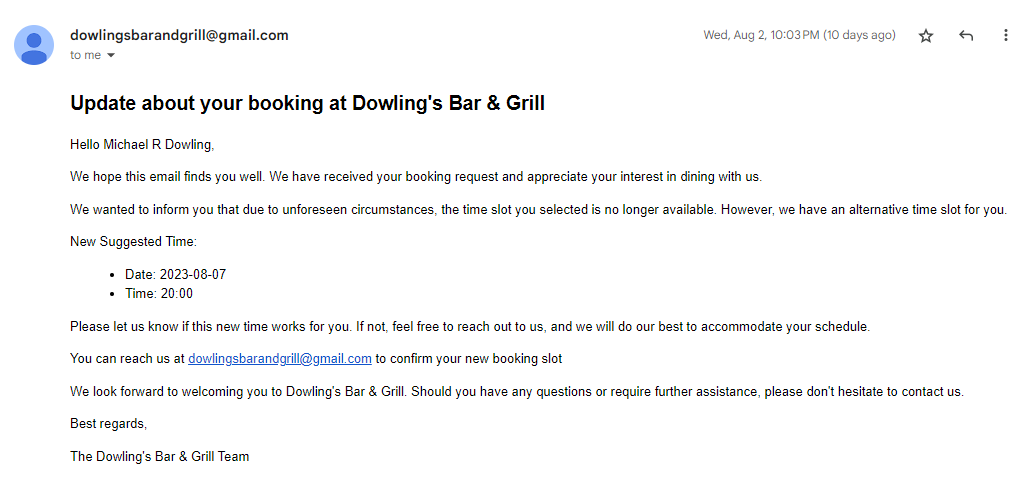 dowlingsbarandgrill@gmail.com
Wed, Aug 2, 10:03 PM (10 days ago)
to me
Update about your booking at Dowling's Bar & Grill
Hello Michael R Dowling,
We hope this email finds you well. We have received your booking request and appreciate your interest in dining with us.
We wanted to inform you that due to unforeseen circumstances, the time slot you selected is no longer available. However, we have an alternative time slot for you.
New Suggested Time:
• Date: 2023-08-07
• Time: 20:00
Please let us know if this new time works for you. If not, feel free to reach out to us, and we will do our best to accommodate your schedule.
You can reach us at dowlingsbarandgrill@gmail.com to confirm your new booking slot
We look forward to welcoming you to Dowling's Bar & Grill. Should you have any questions or require further assistance, please don't hesitate to contact us.
Best regards,
The Dowling's Bar & Grill Team